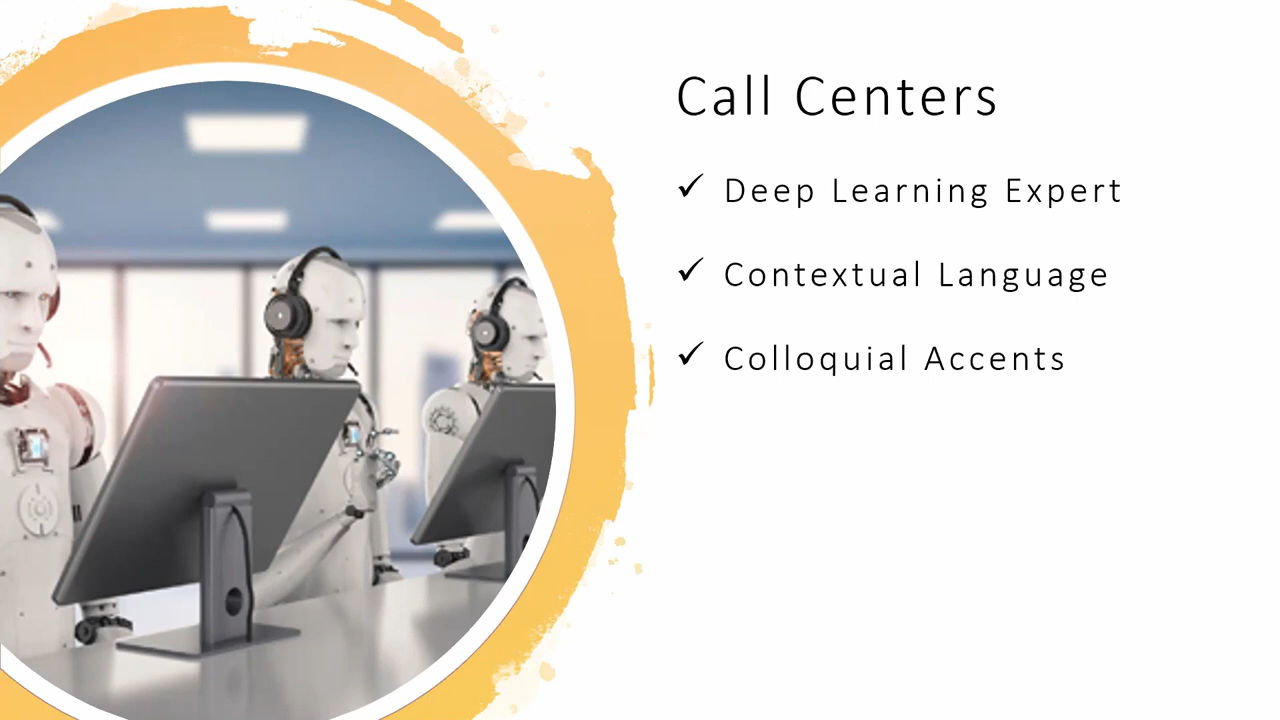 Call Centers
✓ Deep Learning Expert
✓ Contextual Language
✓ Colloquial Accents